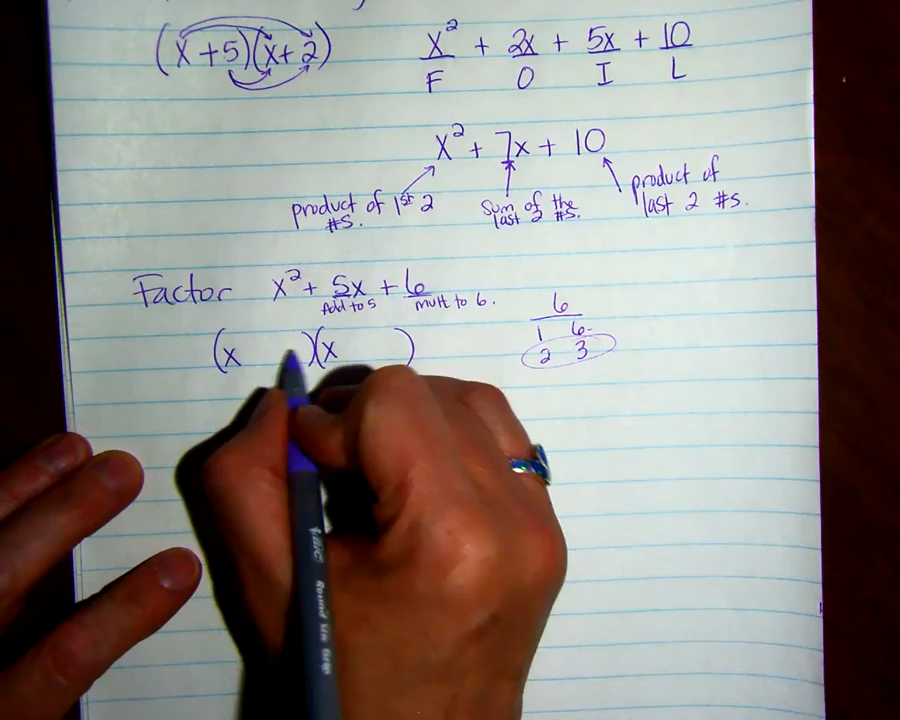 (x+5)(x+2) x² + 2x + 5x + 10
F O I L
x² + 7x + 10
product of 1st 2 #s.
sum of the last 2 #s.
product of last 2 #s.
Factor x² + 5x + 6
Add to 5 mult to 6.
6
1 6
2 3
(x )(x )
BIC Round Stic Grip